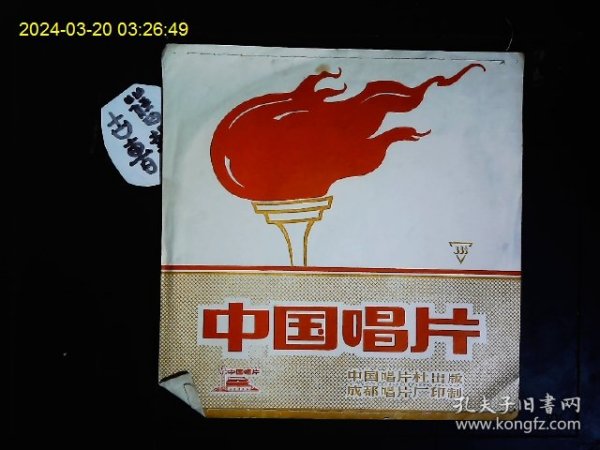 2024-03-20 03:26:49
333
中国唱片
中国唱片
中国唱片社出版
成都唱片厂印制
孔夫子旧书网
www.kongfz.com